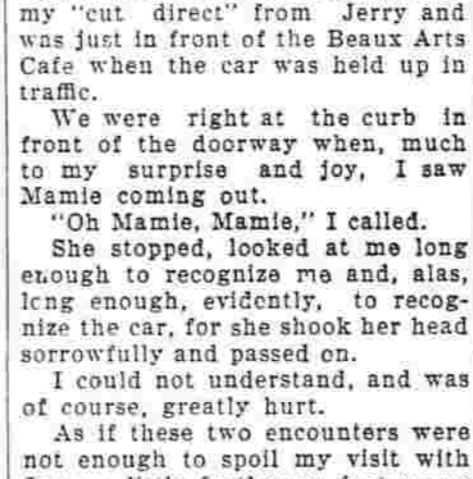 my "cut direct" from Jerry and
was just in front of the Beaux Arts
Cafe when the car was held up in
traffic.
We were right at the curb in
front of the doorway when, much
to my surprise and joy, I saw
Mamie coming out.
"Oh Mamie, Mamie," I called.
She stopped, looked at me long
enough to recognize me and, alas,
long enough, evidently, to recog-
nize the car, for she shook her head
sorrowfully and passed on.
I could not understand, and was
of course, greatly hurt.
As if these two encounters were
not enough to spoil my visit with